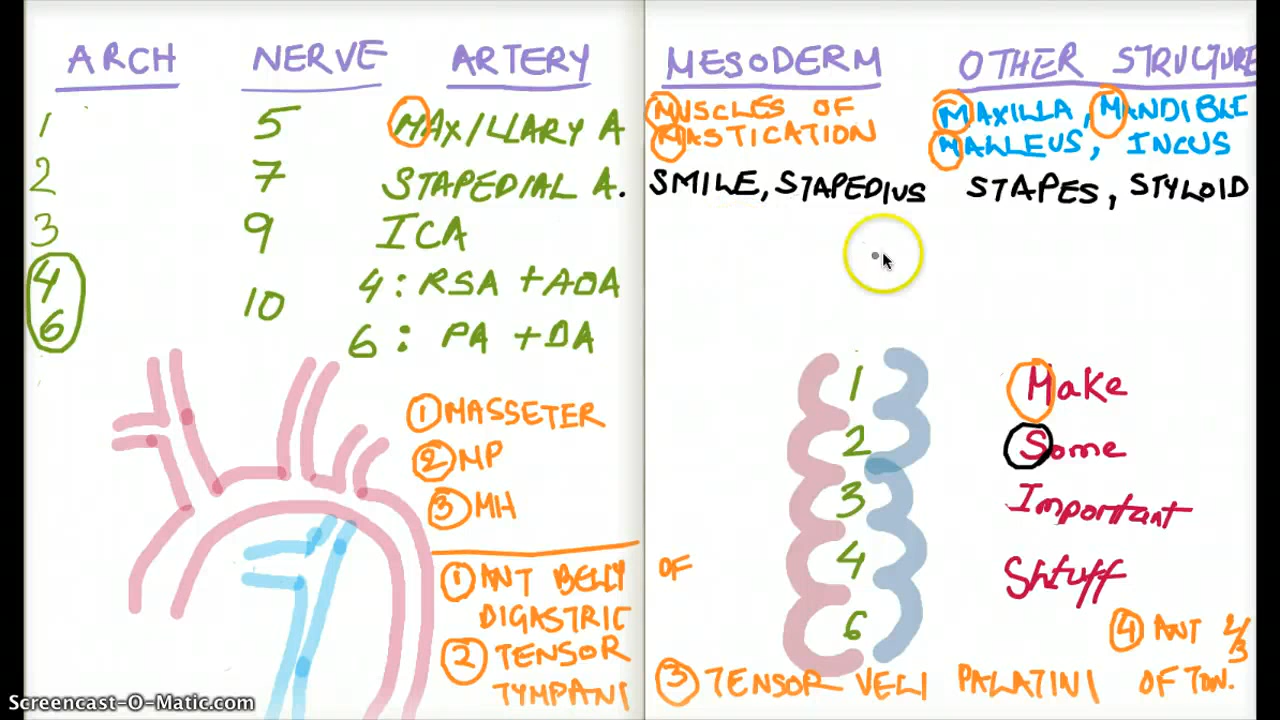 ARCH NERVE ARTERY MESODERM OTHER STRUCTURE
1 5 MAXILLARY A MUSCLES OF MASTICATION MAXILLA, MANDIBLE
MALLEUS, INCUS
2 7 STAPEDIAL A. SMILE, STAPEDIUS STAPES, STYLOID
3 9 ICA
4 10 4: RSA + AOA
6 6: PA + DA
① MASSETER
② MP
③ MH
① ANT BELLY OF
DIGASTRIC
② TENSOR
TYMPANI
③ TENSOR VELI PALATINI
④ ANT 2/3
OF TON.
1 Make
2 Some
3 Important
4 Shtuff
6
Screencast-O-Matic.com